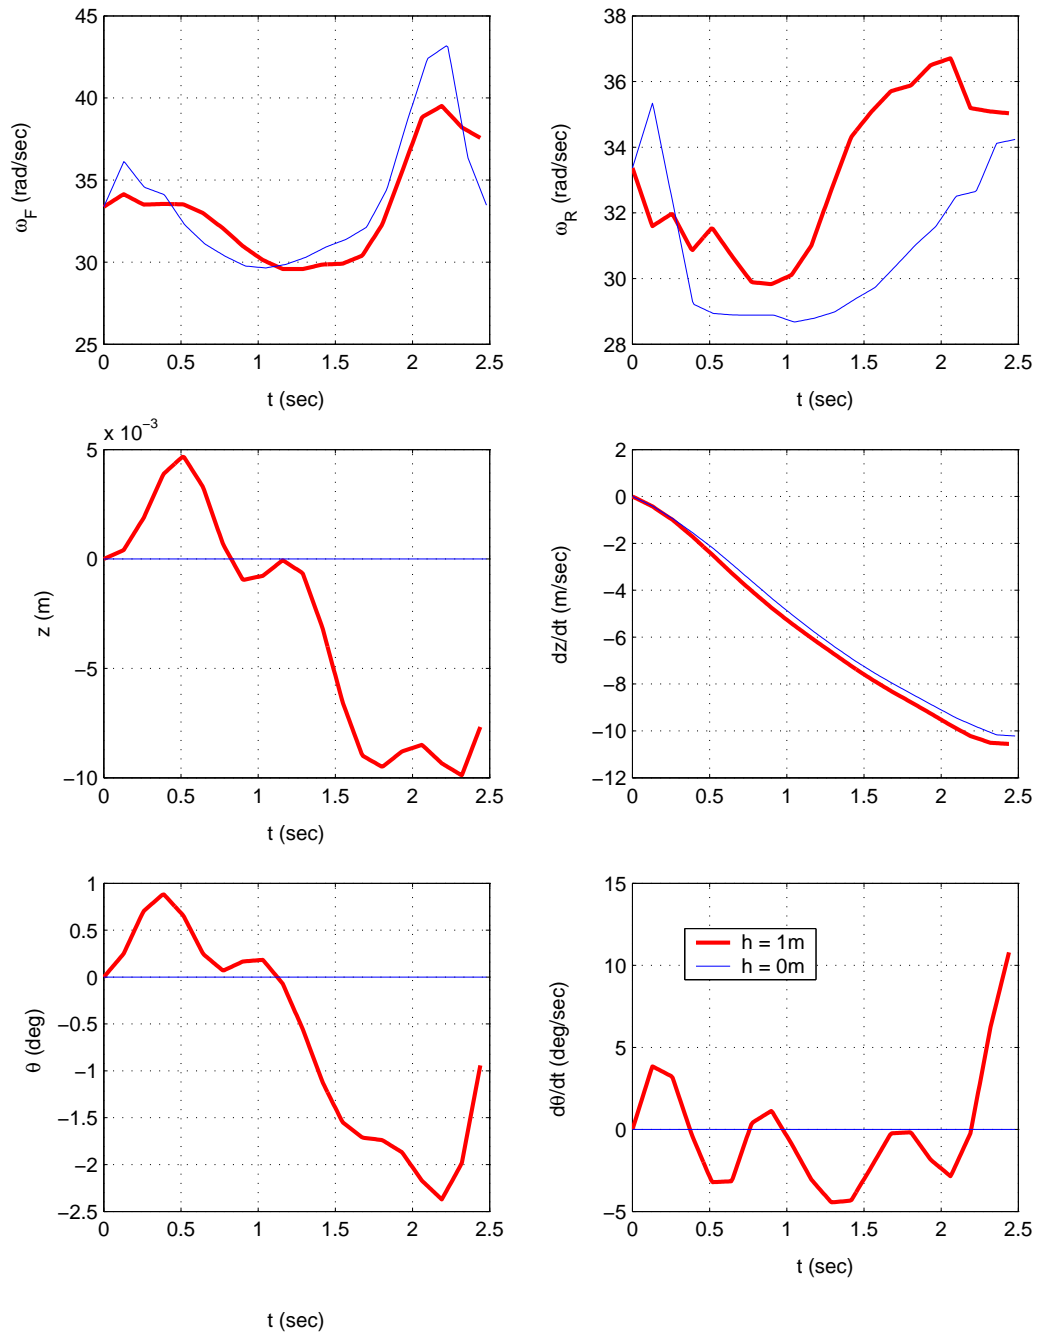 45
40
35
30
25
ω_F (rad/sec)
0 0.5 1 1.5 2 2.5
t (sec)
38
36
34
32
30
28
ω_R (rad/sec)
0 0.5 1 1.5 2 2.5
t (sec)
x 10⁻³
5
0
−5
−10
z (m)
0 0.5 1 1.5 2 2.5
t (sec)
2
0
−2
−4
−6
−8
−10
−12
dz/dt (m/sec)
0 0.5 1 1.5 2 2.5
1
0.5
0
−0.5
−1
−1.5
−2
−2.5
θ (deg)
0 0.5 1 1.5 2 2.5
t (sec)
15
10
5
0
−5
dθ/dt (deg/sec)
h = 1m
h = 0m
0 0.5 1 1.5 2 2.5
t (sec)